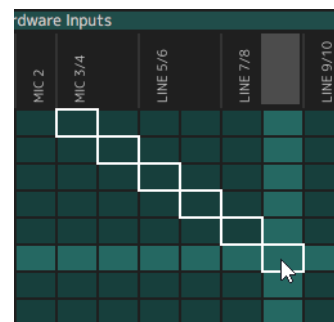 rdware Inputs
MIC 2
MIC 3/4
LINE 5/6
LINE 7/8
LINE 9/10